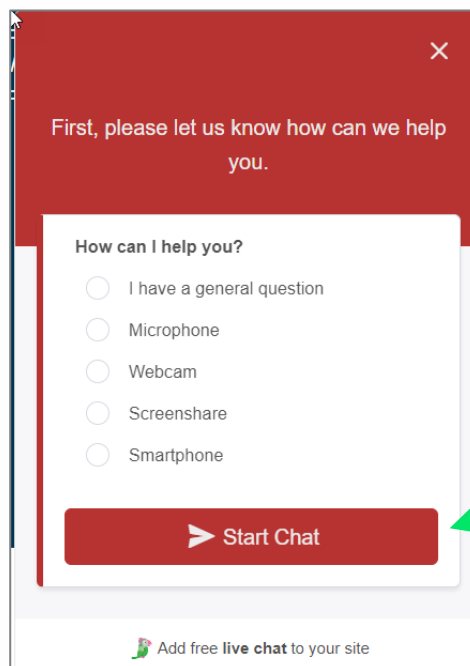 First, please let us know how can we help
you.
How can I help you?
I have a general question
Microphone
Webcam
Screenshare
Smartphone
Start Chat
Add free live chat to your site